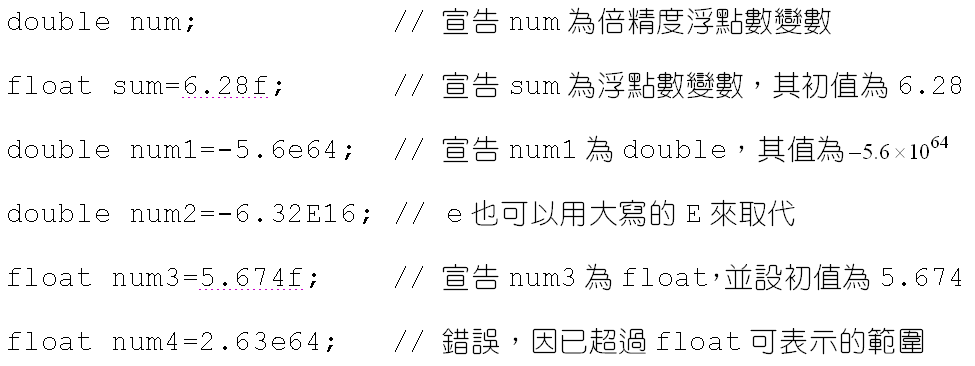 double num; // 宣告 num 為倍精度浮點數變數
float sum=6.28f; // 宣告 sum 為浮點數變數，其初值為 6.28
double num1=-5.6e64; // 宣告 num1 為 double，其值為 −5.6×10⁶⁴
double num2=-6.32E16; // e 也可以用大寫的 E 來取代
float num3=5.674f; // 宣告 num3 為 float，並設初值為 5.674
float num4=2.63e64; // 錯誤，因已超過 float 可表示的範圍